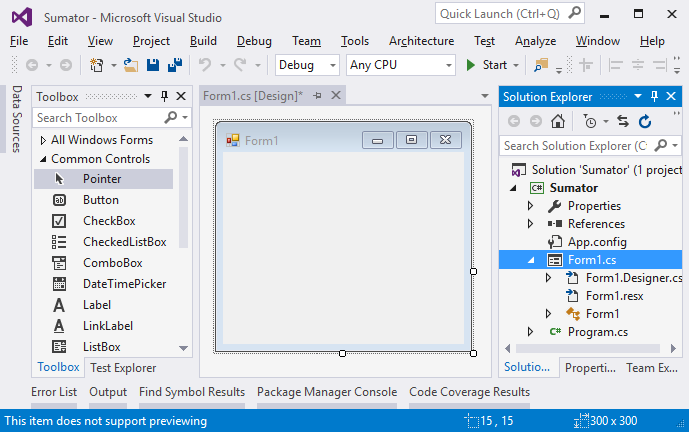 Sumator - Microsoft Visual Studio
Quick Launch (Ctrl+Q)
File Edit View Project Build Debug Team Tools Architecture Test Analyze Window Help
Debug Any CPU Start
Data Sources
Toolbox
Search Toolbox
All Windows Forms
Common Controls
Pointer
Button
CheckBox
CheckedListBox
ComboBox
DateTimePicker
Label
LinkLabel
ListBox
Toolbox Test Explorer
Form1.cs [Design]*
Form1
Solution Explorer
Search Solution Explorer (C
Solution 'Sumator' (1 project
Sumator
Properties
References
App.config
Form1.cs
Form1.Designer.cs
Form1.resx
Form1
Program.cs
Solutio... Properti... Team Ex...
Error List Output Find Symbol Results Package Manager Console Code Coverage Results
This item does not support previewing 15 , 15 300 x 300